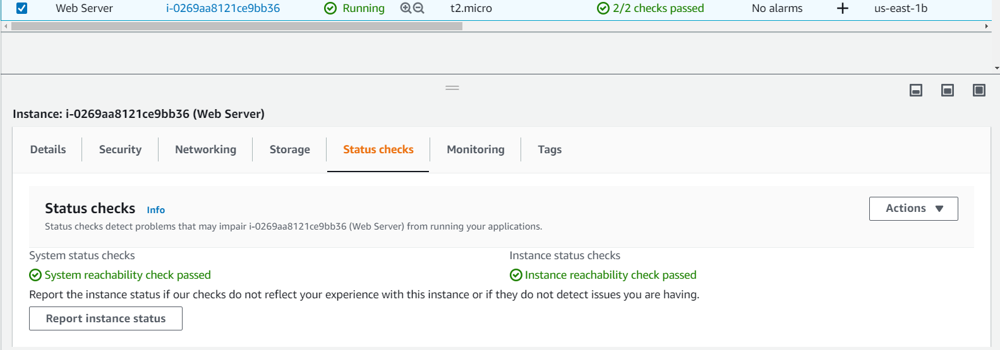 Web Server i-0269aa8121ce9bb36 Running t2.micro 2/2 checks passed No alarms us-east-1b
Instance: i-0269aa8121ce9bb36 (Web Server)
Details Security Networking Storage Status checks Monitoring Tags
Status checks Info Actions
Status checks detect problems that may impair i-0269aa8121ce9bb36 (Web Server) from running your applications.
System status checks Instance status checks
System reachability check passed Instance reachability check passed
Report the instance status if our checks do not reflect your experience with this instance or if they do not detect issues you are having.
Report instance status